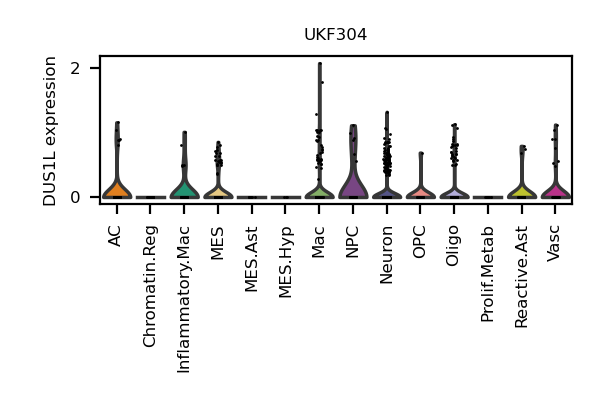 UKF304
DUS1L expression
2
0
AC
Chromatin.Reg
Inflammatory.Mac
MES
MES.Ast
MES.Hyp
Mac
NPC
Neuron
OPC
Oligo
Prolif.Metab
Reactive.Ast
Vasc